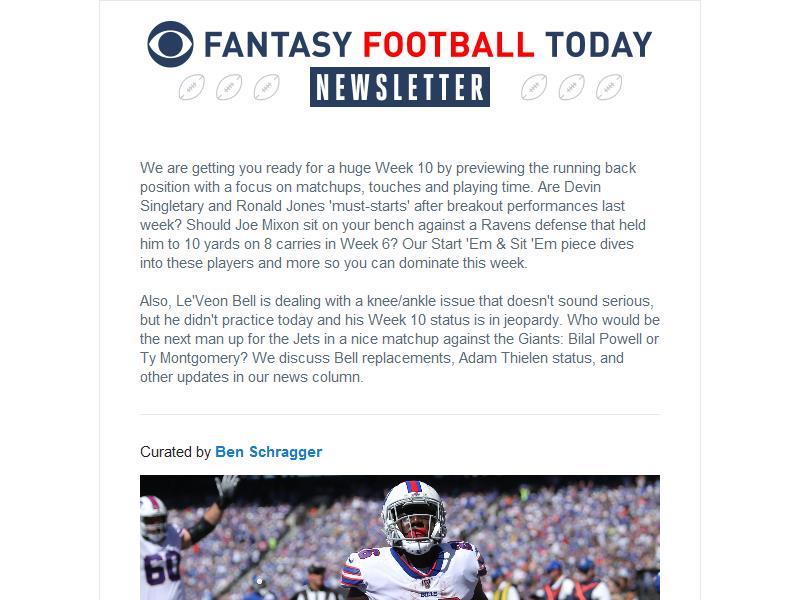 FANTASY FOOTBALL TODAY
NEWSLETTER
We are getting you ready for a huge Week 10 by previewing the running back
position with a focus on matchups, touches and playing time. Are Devin
Singletary and Ronald Jones 'must-starts' after breakout performances last
week? Should Joe Mixon sit on your bench against a Ravens defense that held
him to 10 yards on 8 carries in Week 6? Our Start 'Em & Sit 'Em piece dives
into these players and more so you can dominate this week.
Also, Le'Veon Bell is dealing with a knee/ankle issue that doesn't sound serious,
but he didn't practice today and his Week 10 status is in jeopardy. Who would be
the next man up for the Jets in a nice matchup against the Giants: Bilal Powell or
Ty Montgomery? We discuss Bell replacements, Adam Thielen status, and
other updates in our news column.
Curated by Ben Schragger
60
BILLS